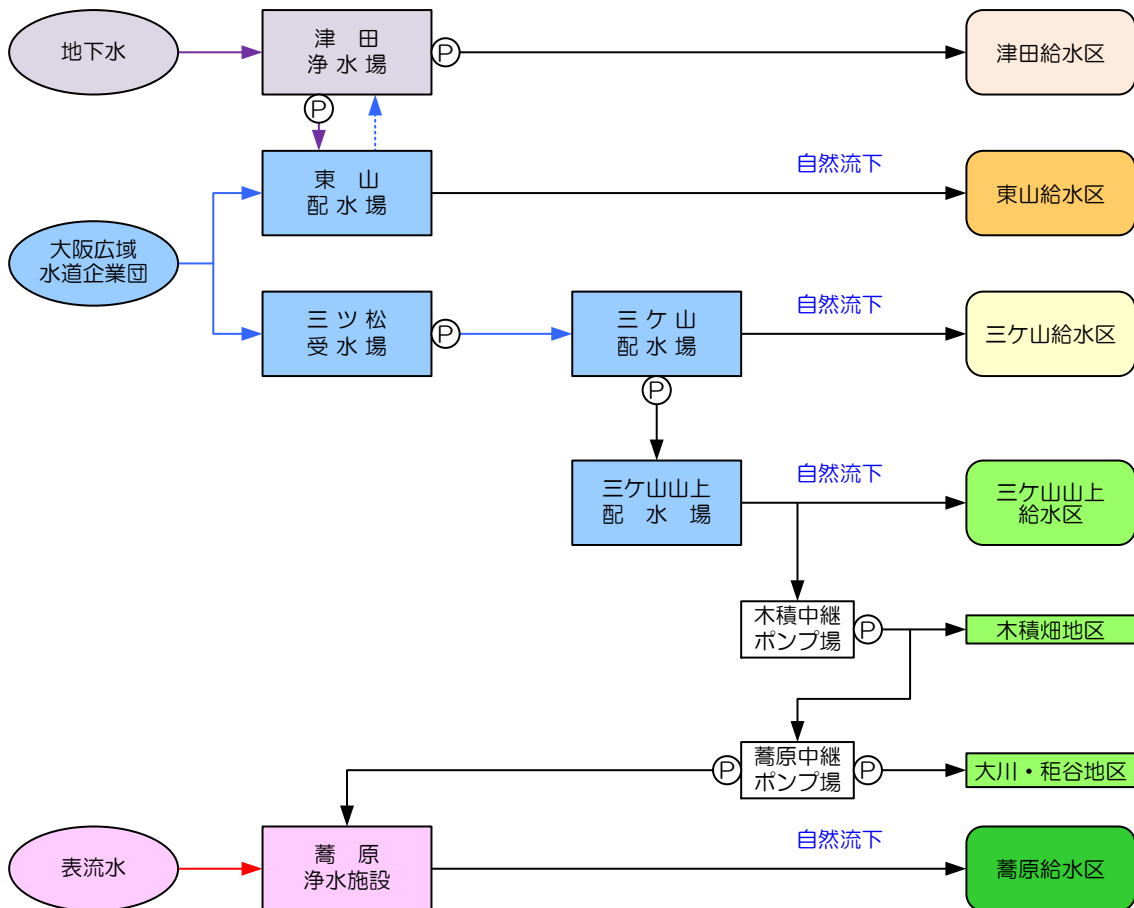 地下水
津 田
浄 水 場
P
津田給水区
P
東 山
配 水 場
自然流下
東山給水区
大阪広域
水道企業団
三 ツ 松
受 水 場
P
三 ケ 山
配 水 場
自然流下
三ケ山給水区
P
三ケ山山上
配 水 場
自然流下
三ケ山山上
給水区
木積中継
ポンプ場
P
木積畑地区
P
蕎原中継
ポンプ場
P
大川・秬谷地区
表流水
蕎 原
浄水施設
自然流下
蕎原給水区